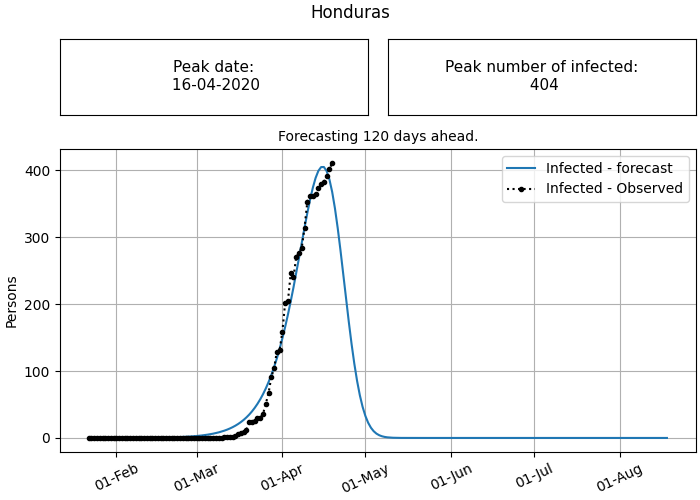 Honduras
Peak date:
16-04-2020
Peak number of infected:
404
Forecasting 120 days ahead.
Infected - forecast
Infected - Observed
Persons
400
300
200
100
0
01-Feb
01-Mar
01-Apr
01-May
01-Jun
01-Jul
01-Aug